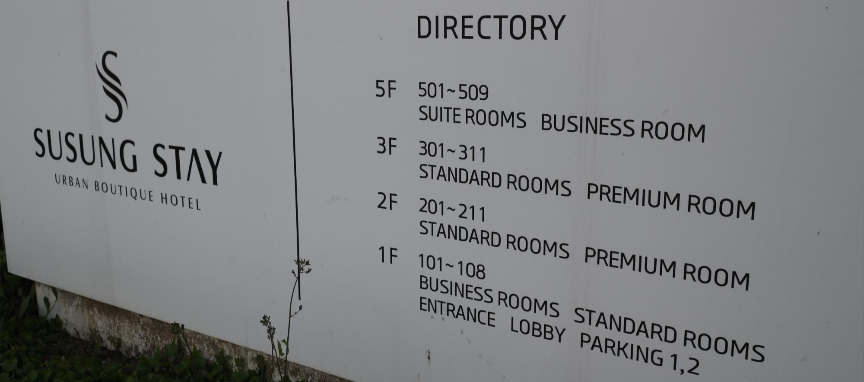 SUSUNG STAY
URBAN BOUTIQUE HOTEL
DIRECTORY
5F 501~509
SUITE ROOMS BUSINESS ROOM
3F 301~311
STANDARD ROOMS PREMIUM ROOM
2F 201~211
STANDARD ROOMS PREMIUM ROOM
1F 101~108
BUSINESS ROOMS STANDARD ROOMS
ENTRANCE LOBBY PARKING 1,2